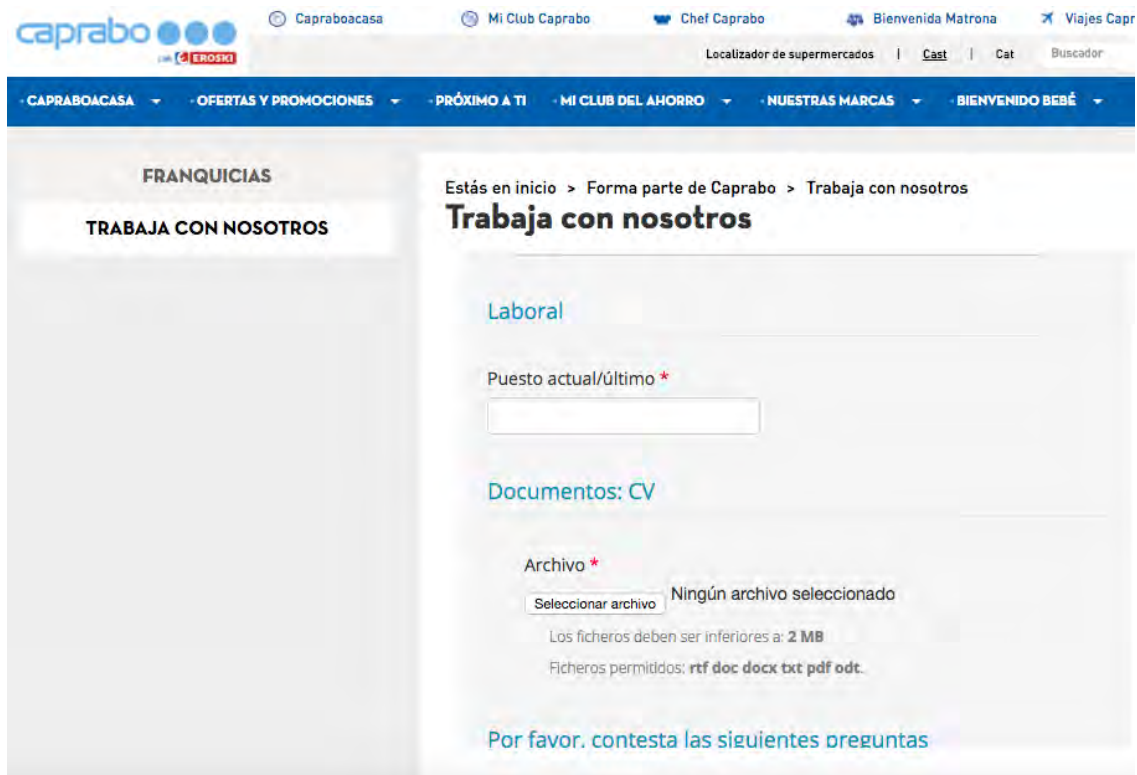 caprabo
con EROSKI
Capraboacasa
Mi Club Caprabo
Chef Caprabo
Bienvenida Matrona
Viajes Capr
Localizador de supermercados | Cast | Cat
Buscador
· CAPRABOACASA
· OFERTAS Y PROMOCIONES
· PRÓXIMO A TI
· MI CLUB DEL AHORRO
· NUESTRAS MARCAS
· BIENVENIDO BEBÉ
FRANQUICIAS
TRABAJA CON NOSOTROS
Estás en inicio > Forma parte de Caprabo > Trabaja con nosotros
Trabaja con nosotros
Laboral
Puesto actual/último *
Documentos: CV
Archivo *
Seleccionar archivo Ningún archivo seleccionado
Los ficheros deben ser inferiores a: 2 MB
Ficheros permitidos: rtf doc docx txt pdf odt.
Por favor, contesta las siguientes preguntas